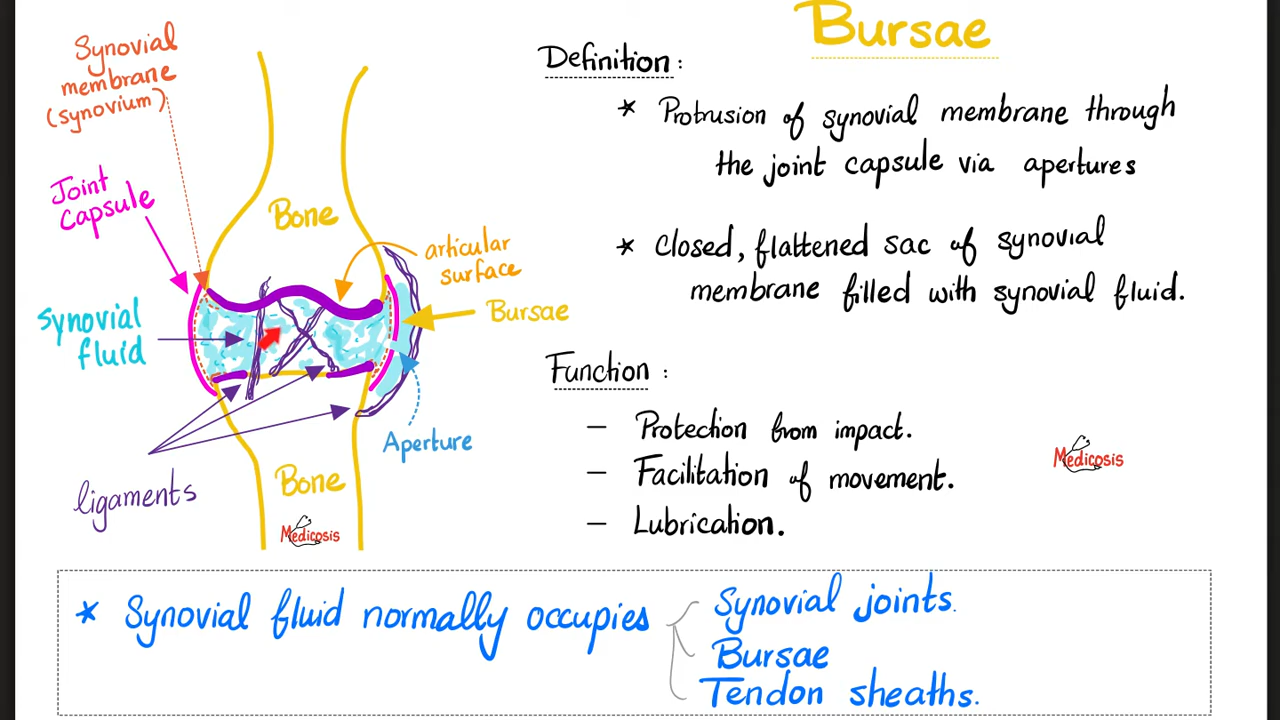 Bursae
Synovial
membrane
(synovium)
Joint
capsule
Synovial
fluid
Bone
articular
surface
Bursae
Aperture
ligaments
Bone
Medicosis
Definition:
* Protrusion of synovial membrane through
the joint capsule via apertures
* Closed, flattened sac of synovial
membrane filled with synovial fluid.
Function:
– Protection from impact.
– Facilitation of movement.
– Lubrication.
Medicosis
* Synovial fluid normally occupies
Synovial joints.
Bursae
Tendon sheaths.